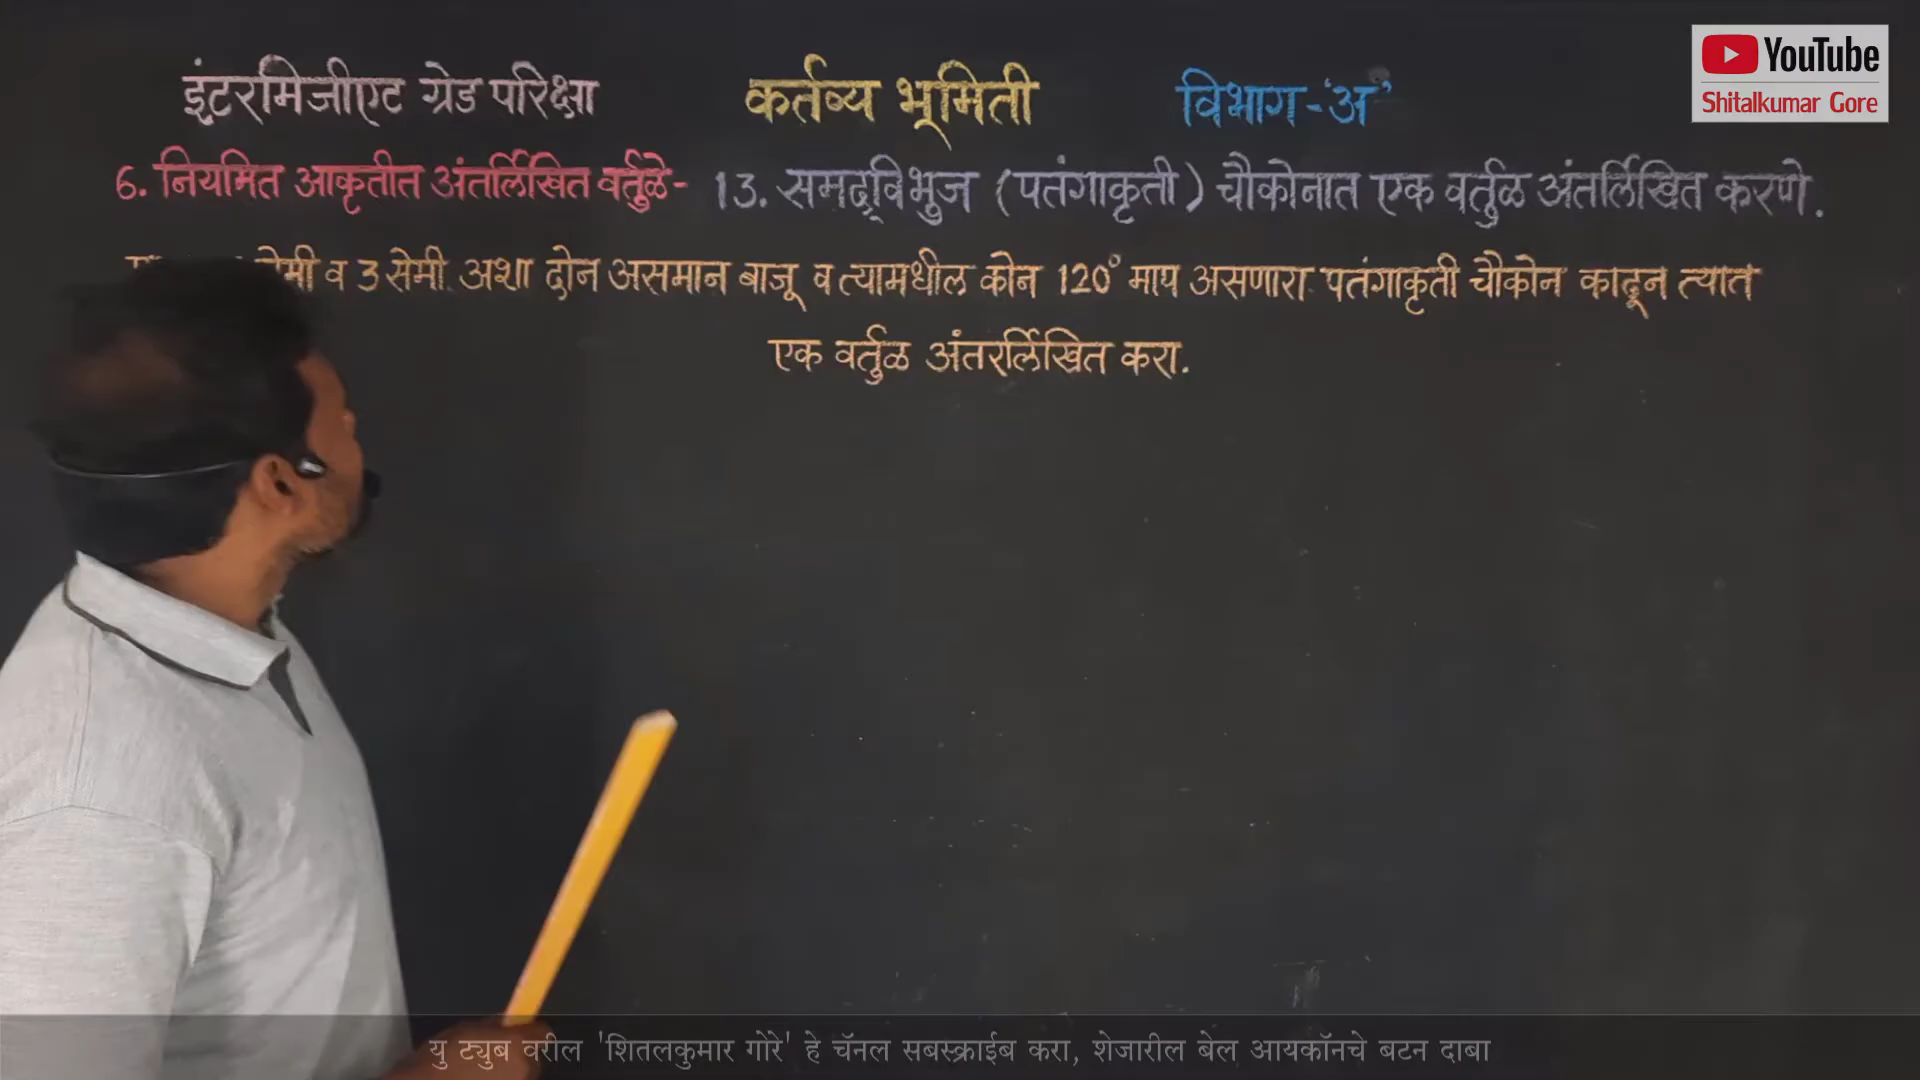 इंटरमिजीएट ग्रेड परिक्षा कर्तव्य भूमिती विभाग-'अ'
YouTube
Shitalkumar Gore
6. नियमित आकृतीत अंतर्लिखित वर्तुळे- 13. समद्विभुज (पतंगाकृती) चौकोनात एक वर्तुळ अंतर्लिखित करणे.
व 3 सेमी अशा दोन असमान बाजू व त्यामधील कोन 120° माप असणारा पतंगाकृती चौकोन काढून त्यात
एक वर्तुळ अंतरर्लिखित करा.
यु ट्युब वरील 'शितलकुमार गोरे' हे चॅनल सबस्क्राईब करा, शेजारील बेल आयकॉनचे बटन दाबा